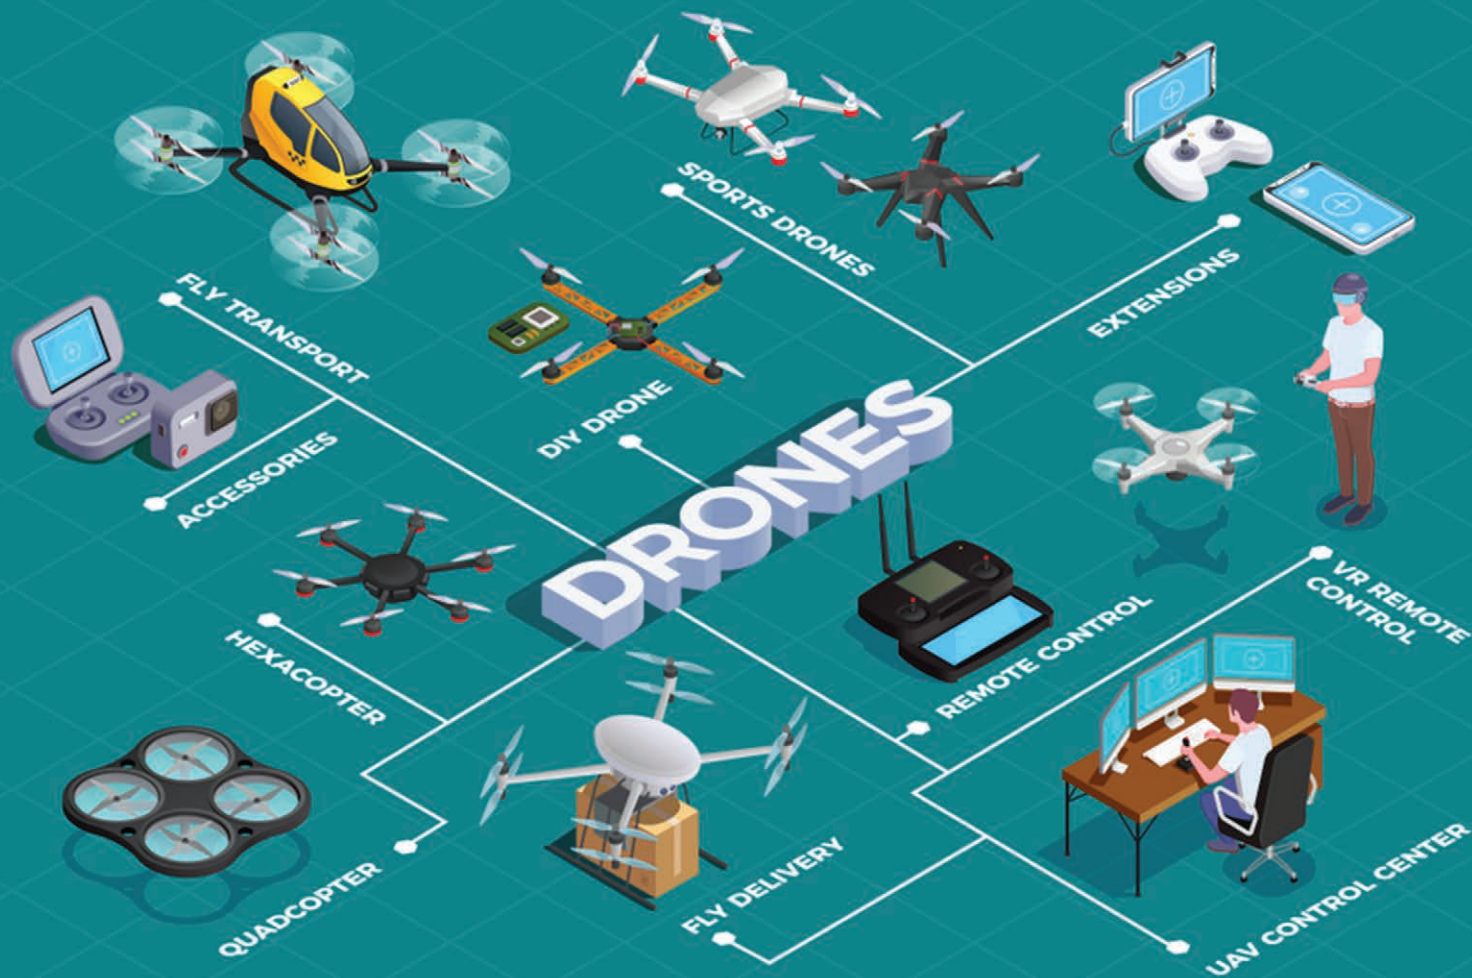 SPORTS DRONES
EXTENSIONS
FLY TRANSPORT
DIY DRONE
ACCESSORIES
DRONES
HEXACOPTER
REMOTE CONTROL
VR REMOTE
CONTROL
QUADCOPTER
FLY DELIVERY
UAV CONTROL CENTER